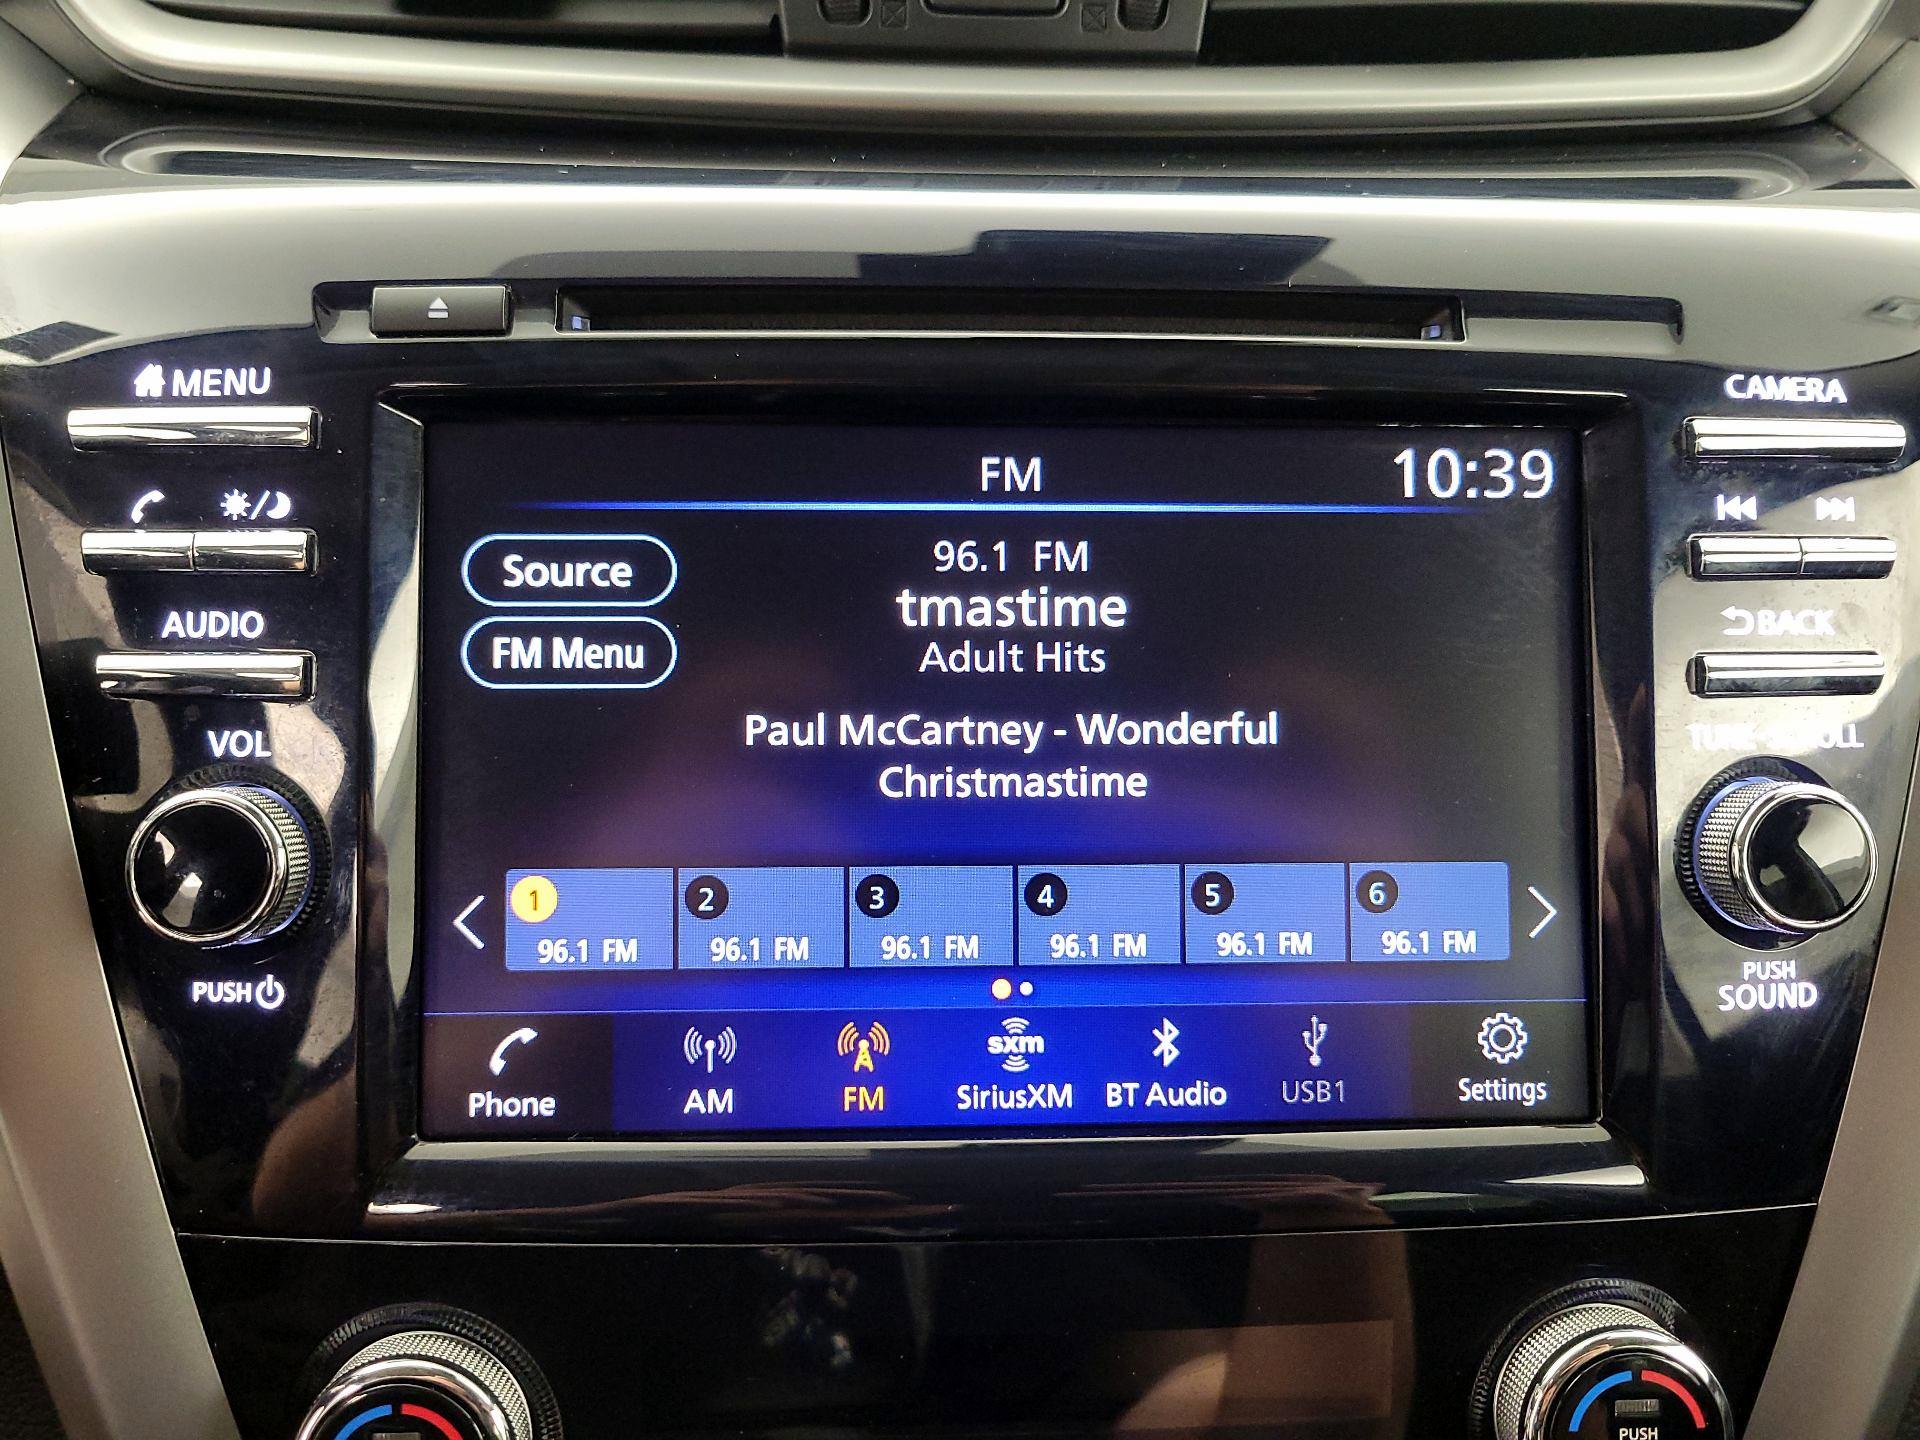 MENU
CAMERA
FM
10:39
Source
96.1 FM
tmastime
FM Menu
Adult Hits
AUDIO
BACK
Paul McCartney - Wonderful
Christmastime
VOL
TUNE•SCROLL
1
2
3
4
5
6
96.1 FM
96.1 FM
96.1 FM
96.1 FM
96.1 FM
96.1 FM
PUSH
PUSH
SOUND
sxm
Phone
AM
FM
SiriusXM
BT Audio
USB1
Settings
PUSH